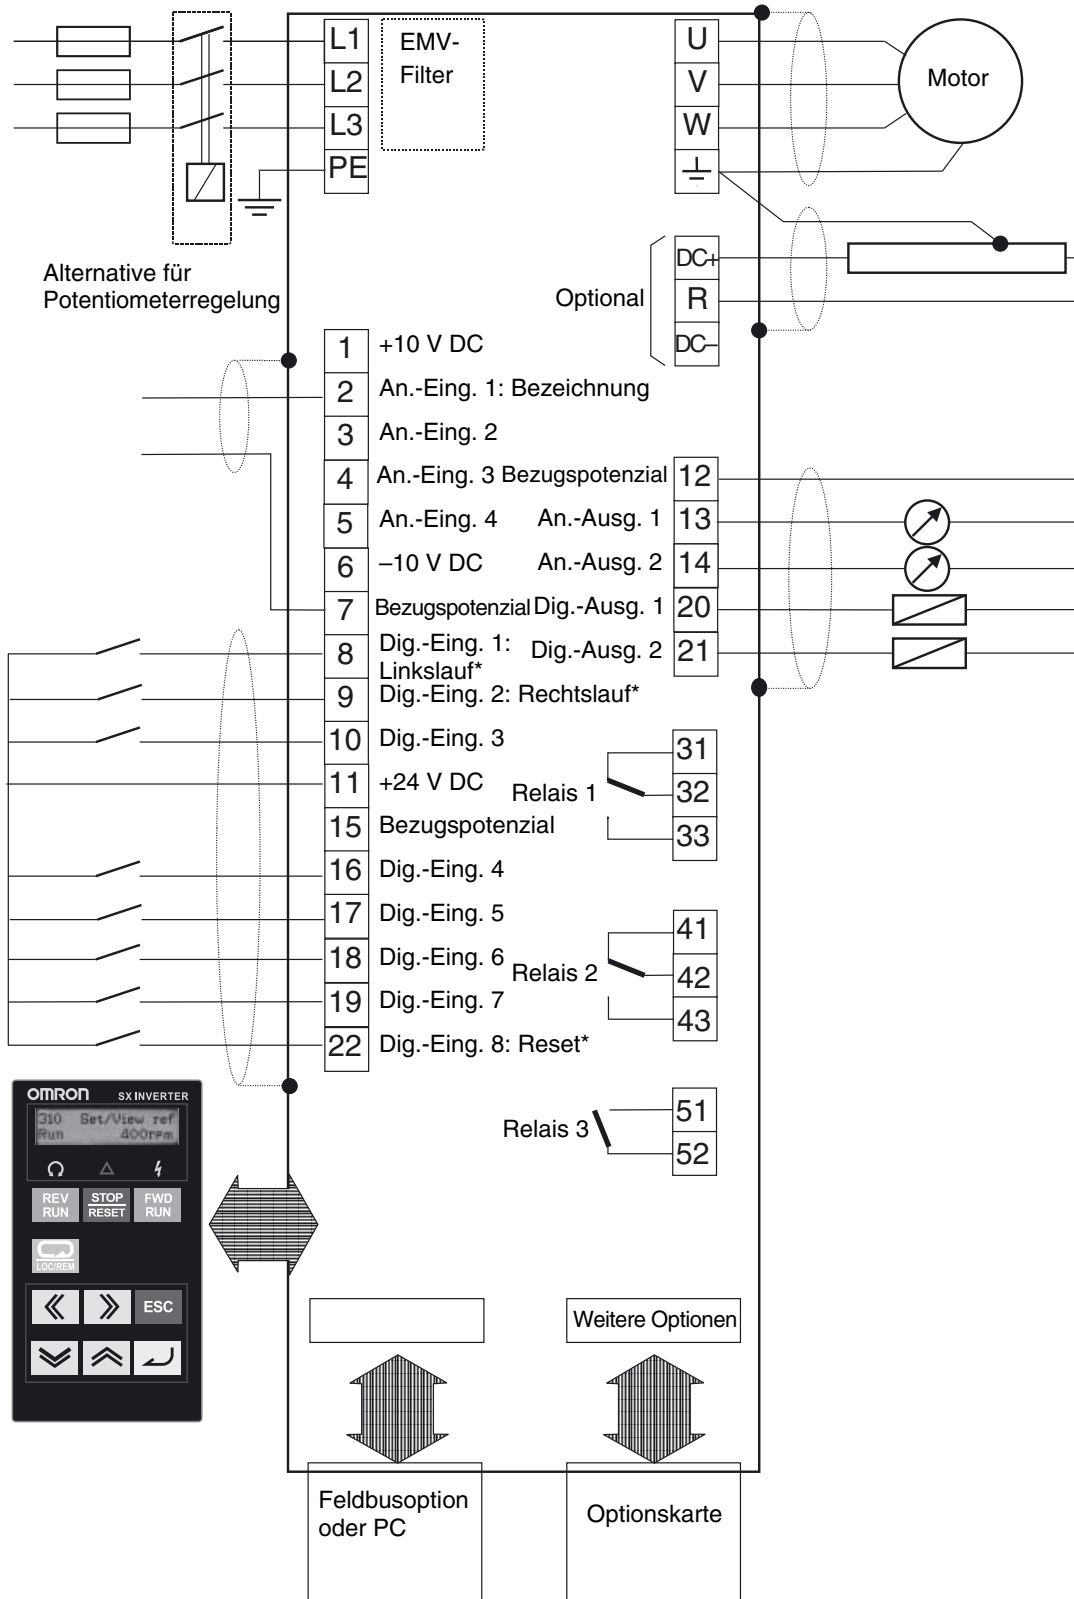 L1
EMV-
Filter
L2
L3
PE
U
V
W
Motor
Alternative für
Potentiometerregelung
Optional
DC+
R
DC−
1 +10 V DC
2 An.-Eing. 1: Bezeichnung
3 An.-Eing. 2
4 An.-Eing. 3 Bezugspotenzial 12
5 An.-Eing. 4 An.-Ausg. 1 13
6 –10 V DC An.-Ausg. 2 14
7 Bezugspotenzial Dig.-Ausg. 1 20
8 Dig.-Eing. 1:
Linkslauf*
Dig.-Ausg. 2 21
9 Dig.-Eing. 2: Rechtslauf*
10 Dig.-Eing. 3
11 +24 V DC
15 Bezugspotenzial
16 Dig.-Eing. 4
17 Dig.-Eing. 5
18 Dig.-Eing. 6
19 Dig.-Eing. 7
22 Dig.-Eing. 8: Reset*
Relais 1
31
32
33
Relais 2
41
42
43
Relais 3
51
52
OMRON SX INVERTER
310 Set/View ref
Run 400rpm
REV
RUN
STOP
RESET
FWD
RUN
LOC/REM
ESC
Weitere Optionen
Feldbusoption
oder PC
Optionskarte